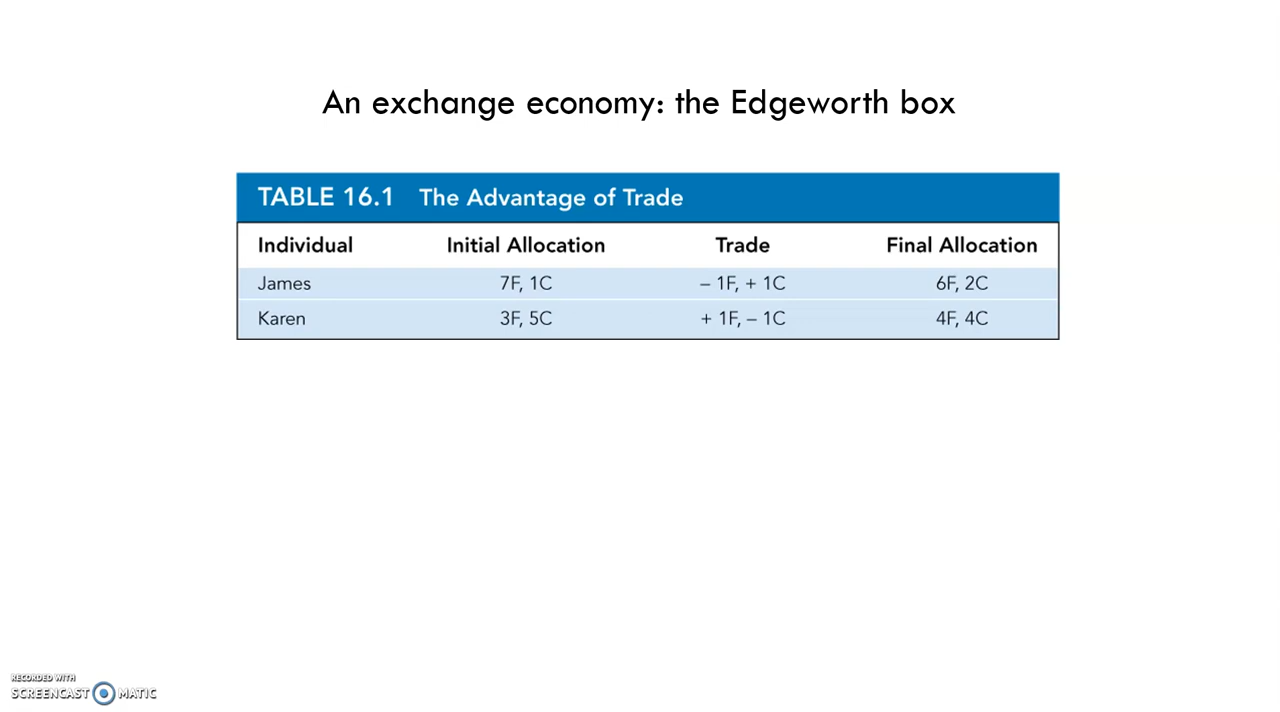 An exchange economy: the Edgeworth box
TABLE 16.1 The Advantage of Trade
Individual Initial Allocation Trade Final Allocation
James 7F, 1C – 1F, + 1C 6F, 2C
Karen 3F, 5C + 1F, – 1C 4F, 4C
RECORDED WITH
SCREENCAST MATIC